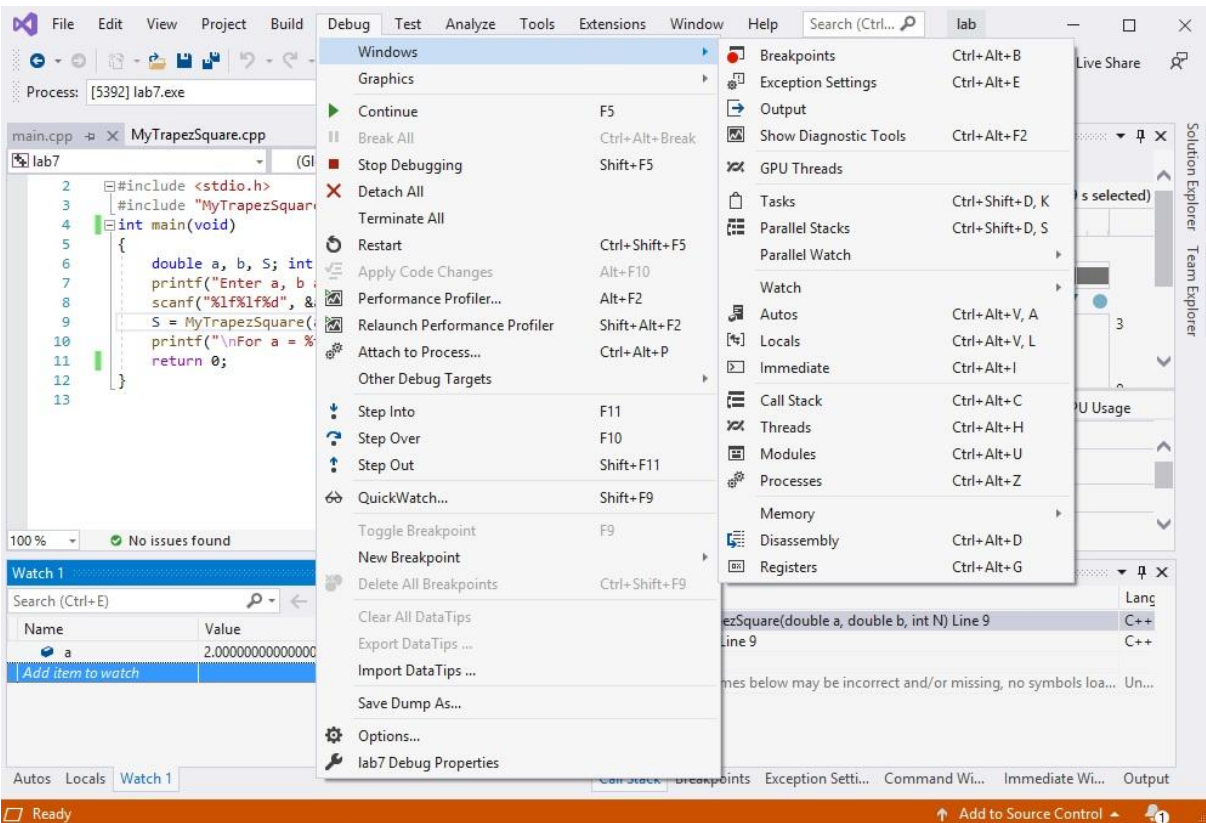 File Edit View Project Build Debug Test Analyze Tools Extensions Window Help Search (Ctrl... lab
Live Share
Process: [5392] lab7.exe
main.cpp MyTrapezSquare.cpp
lab7 (Gl
2 #include <stdio.h>
3 #include "MyTrapezSquar
4 int main(void)
5 {
6 double a, b, S; int
7 printf("Enter a, b
8 scanf("%lf%lf%d", &
9 S = MyTrapezSquare(
10 printf("\nFor a = %
11 return 0;
12 }
13
100 % No issues found
Watch 1
Search (Ctrl+E)
Name Value
a 2.00000000000000
Add item to watch
Autos Locals Watch 1
Windows
Graphics
Continue F5
Break All Ctrl+Alt+Break
Stop Debugging Shift+F5
Detach All
Terminate All
Restart Ctrl+Shift+F5
Apply Code Changes Alt+F10
Performance Profiler... Alt+F2
Relaunch Performance Profiler Shift+Alt+F2
Attach to Process... Ctrl+Alt+P
Other Debug Targets
Step Into F11
Step Over F10
Step Out Shift+F11
QuickWatch... Shift+F9
Toggle Breakpoint F9
New Breakpoint
Delete All Breakpoints Ctrl+Shift+F9
Clear All DataTips
Export DataTips ...
Import DataTips ...
Save Dump As...
Options...
lab7 Debug Properties
Breakpoints Ctrl+Alt+B
Exception Settings Ctrl+Alt+E
Output
Show Diagnostic Tools Ctrl+Alt+F2
GPU Threads
Tasks Ctrl+Shift+D, K
Parallel Stacks Ctrl+Shift+D, S
Parallel Watch
Watch
Autos Ctrl+Alt+V, A
Locals Ctrl+Alt+V, L
Immediate Ctrl+Alt+I
Call Stack Ctrl+Alt+C
Threads Ctrl+Alt+H
Modules Ctrl+Alt+U
Processes Ctrl+Alt+Z
Memory
Disassembly Ctrl+Alt+D
Registers Ctrl+Alt+G
s selected)
3
PU Usage
Solution Explorer
Team Explorer
Lang
ezSquare(double a, double b, int N) Line 9 C++
Line 9 C++
mes below may be incorrect and/or missing, no symbols loa... Un...
Call Stack Breakpoints Exception Setti... Command Wi... Immediate Wi... Output
Ready Add to Source Control 1